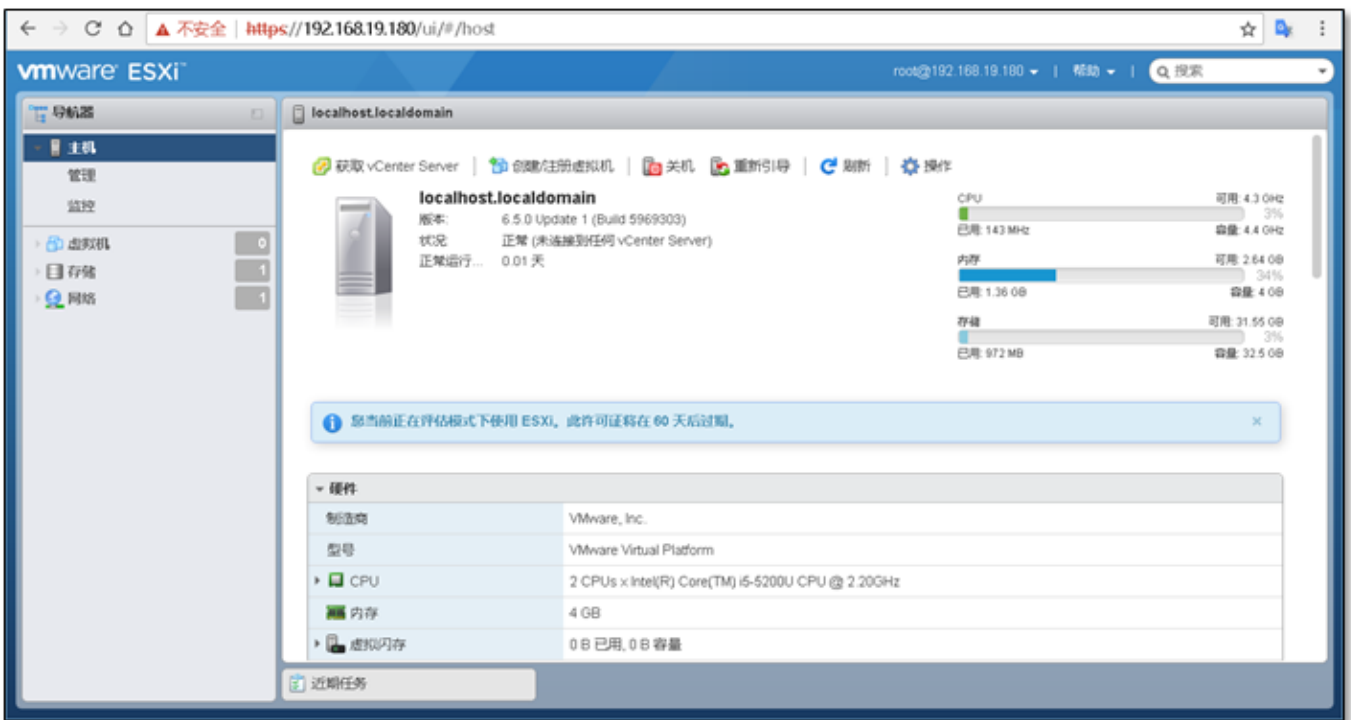 不安全 | https://192.168.19.180/ui/#/host
vmware ESXi™
root@192.168.19.180 | 帮助 | 搜索
导航器
主机
管理
监控
虚拟机 0
存储 1
网络 1
localhost.localdomain
获取 vCenter Server | 创建/注册虚拟机 | 关机 重新引导 | 刷新 | 操作
localhost.localdomain
版本: 6.5.0 Update 1 (Build 5969303)
状况: 正常 (未连接到任何 vCenter Server)
正常运行... 0.01 天
CPU 可用: 4.3 GHz
3%
已用: 143 MHz 容量: 4.4 GHz
内存 可用: 2.64 GB
34%
已用: 1.36 GB 容量: 4 GB
存储 可用: 31.55 GB
3%
已用: 972 MB 容量: 32.5 GB
您当前正在评估模式下使用 ESXi。此许可证将在 60 天后过期。
硬件
制造商 VMware, Inc.
型号 VMware Virtual Platform
CPU 2 CPUs x Intel(R) Core(TM) i5-5200U CPU @ 2.20GHz
内存 4 GB
虚拟闪存 0 B 已用, 0 B 容量
近期任务